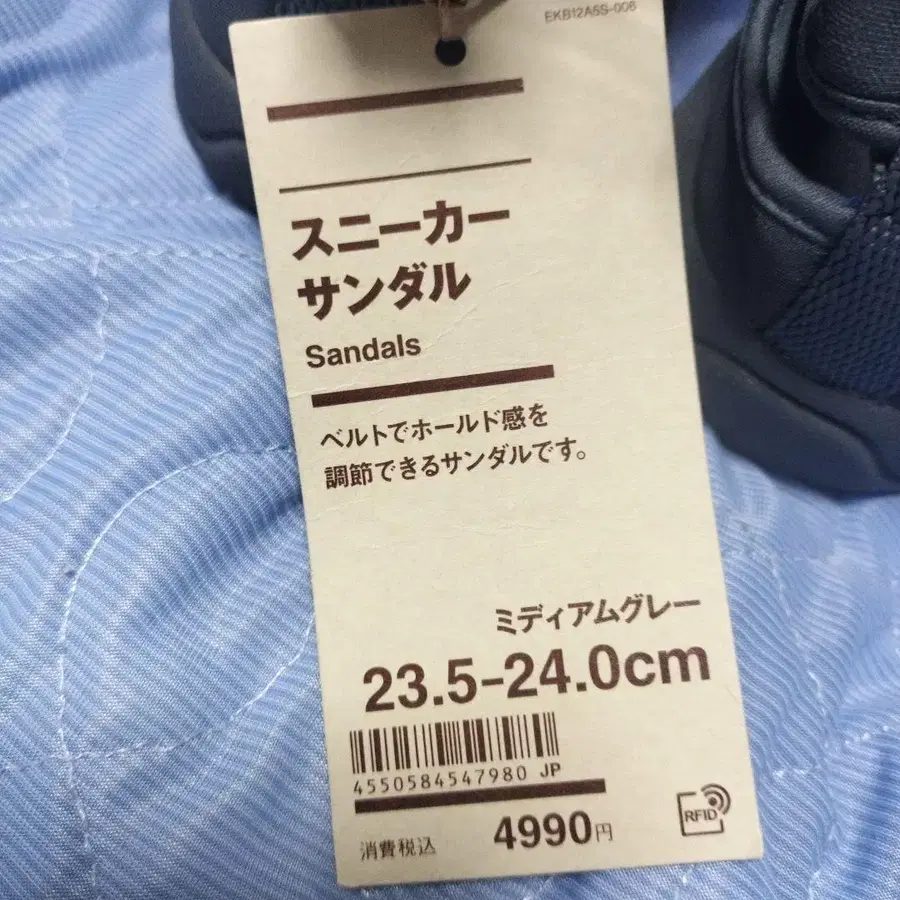 EKB12A5S-006
スニーカー
サンダル
Sandals
ベルトでホールド感を
調節できるサンダルです。
ミディアムグレー
23.5-24.0cm
4550584547980 JP
消費税込 4990円
RFID